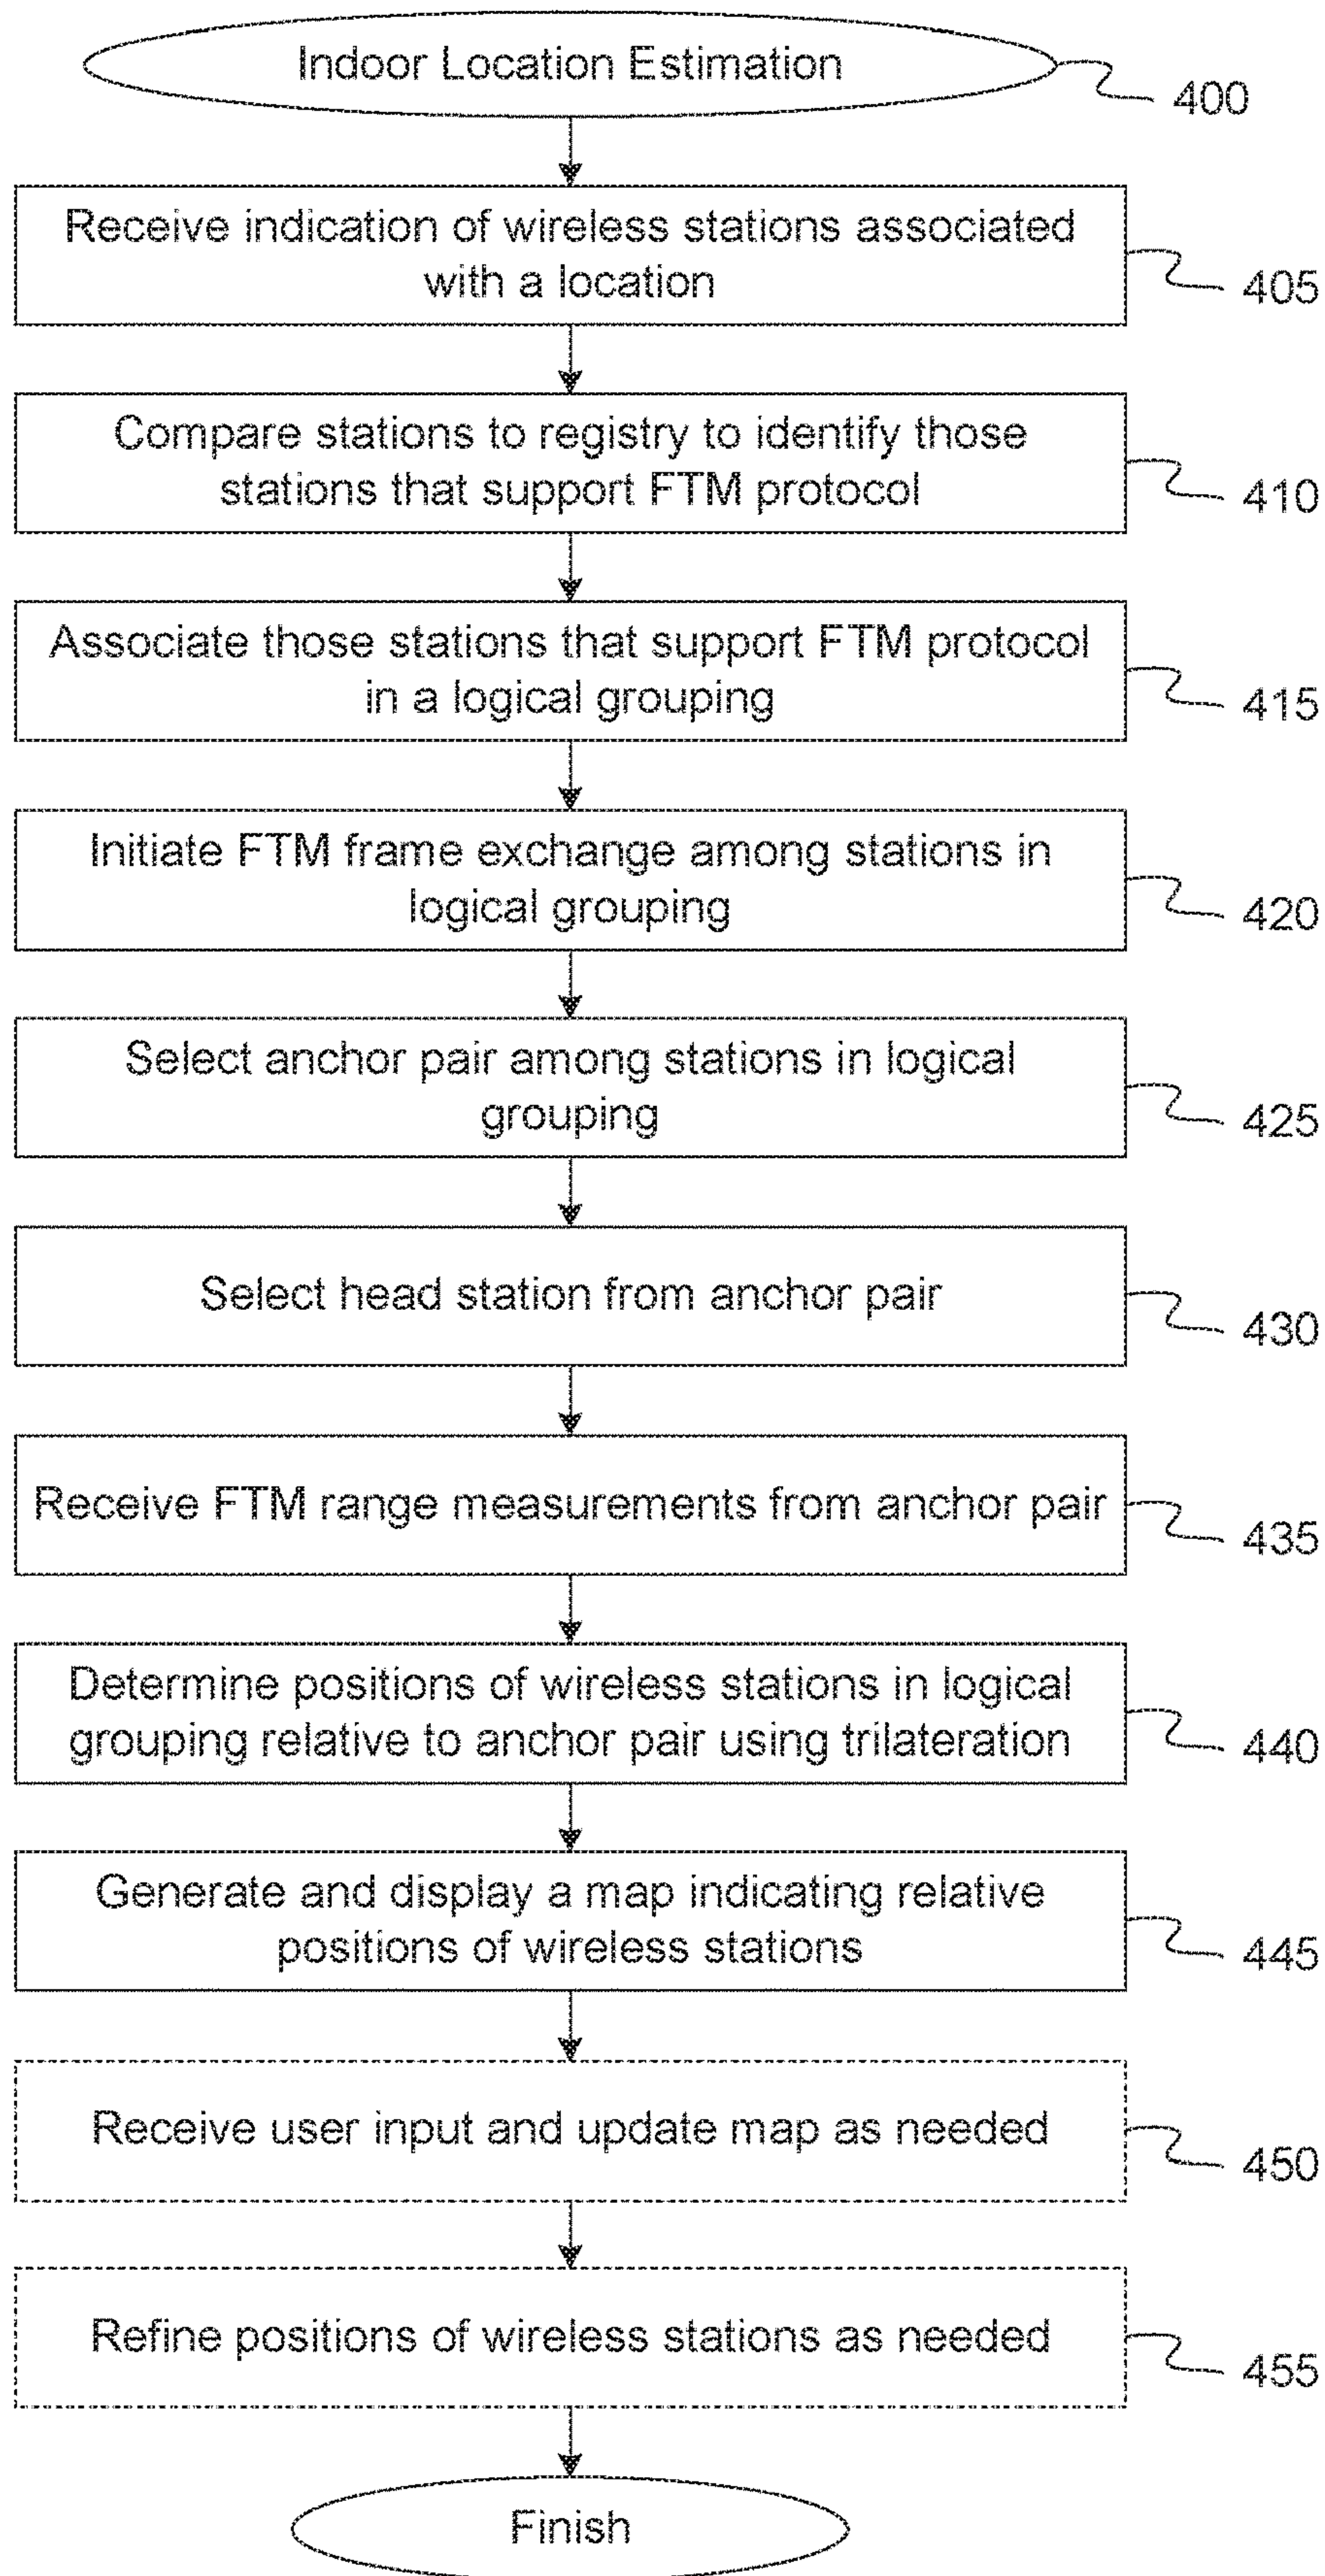 Indoor Location Estimation
400
Receive indication of wireless stations associated
with a location
405
Compare stations to registry to identify those
stations that support FTM protocol
410
Associate those stations that support FTM protocol
in a logical grouping
415
Initiate FTM frame exchange among stations in
logical grouping
420
Select anchor pair among stations in logical
grouping
425
Select head station from anchor pair
430
Receive FTM range measurements from anchor pair
435
Determine positions of wireless stations in logical
grouping relative to anchor pair using trilateration
440
Generate and display a map indicating relative
positions of wireless stations
445
Receive user input and update map as needed
450
Refine positions of wireless stations as needed
455
Finish